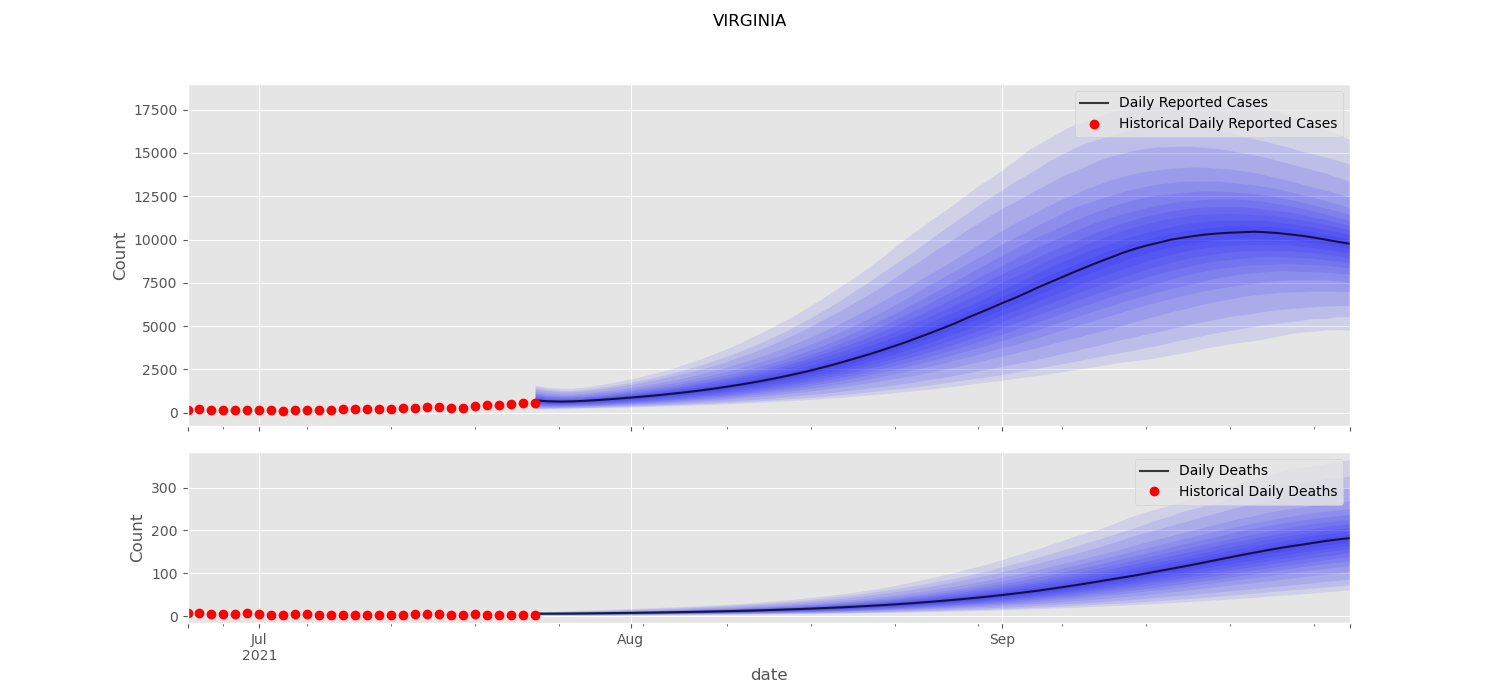 VIRGINIA
17500
15000
12500
10000
7500
5000
2500
0
Count
Daily Reported Cases
Historical Daily Reported Cases
300
200
100
0
Count
Daily Deaths
Historical Daily Deaths
Jul
2021
Aug
Sep
date